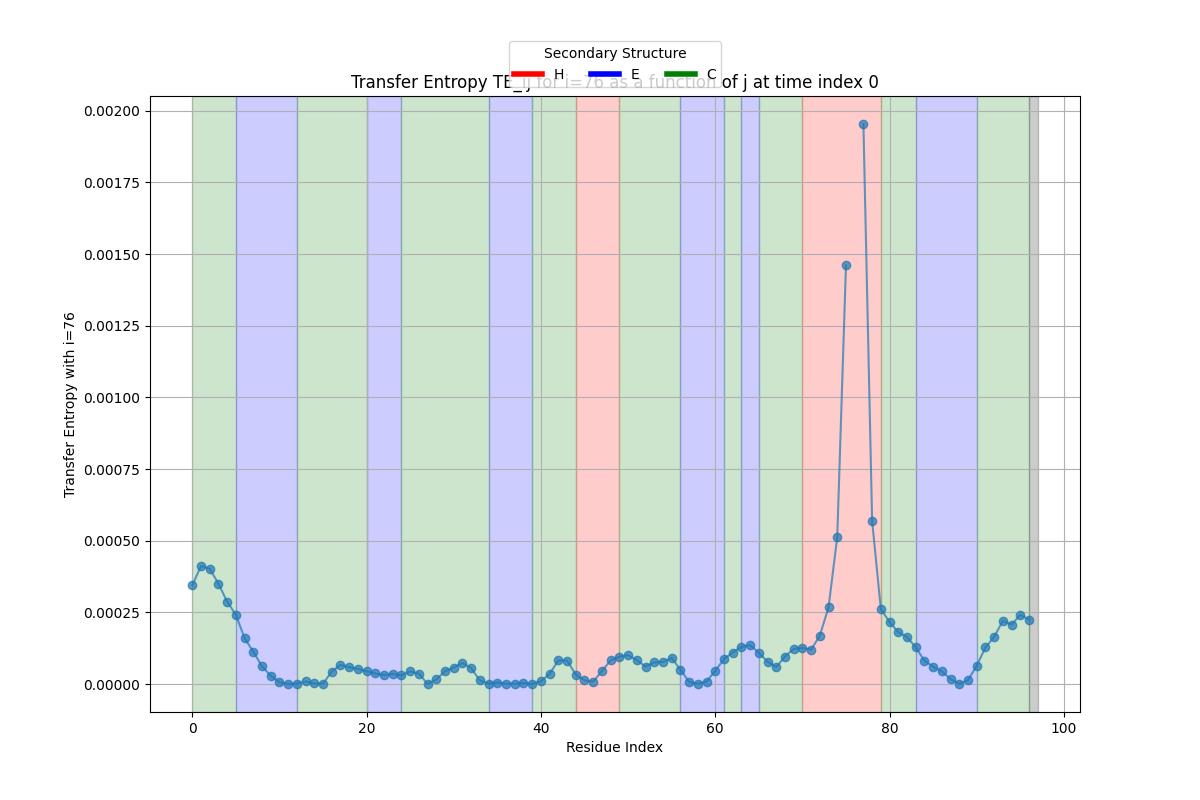 Secondary Structure
H E C
Transfer Entropy TE_ij for i=76 as a function of j at time index 0
0.00200
0.00175
0.00150
0.00125
0.00100
0.00075
0.00050
0.00025
0.00000
Transfer Entropy with i=76
0 20 40 60 80 100
Residue Index